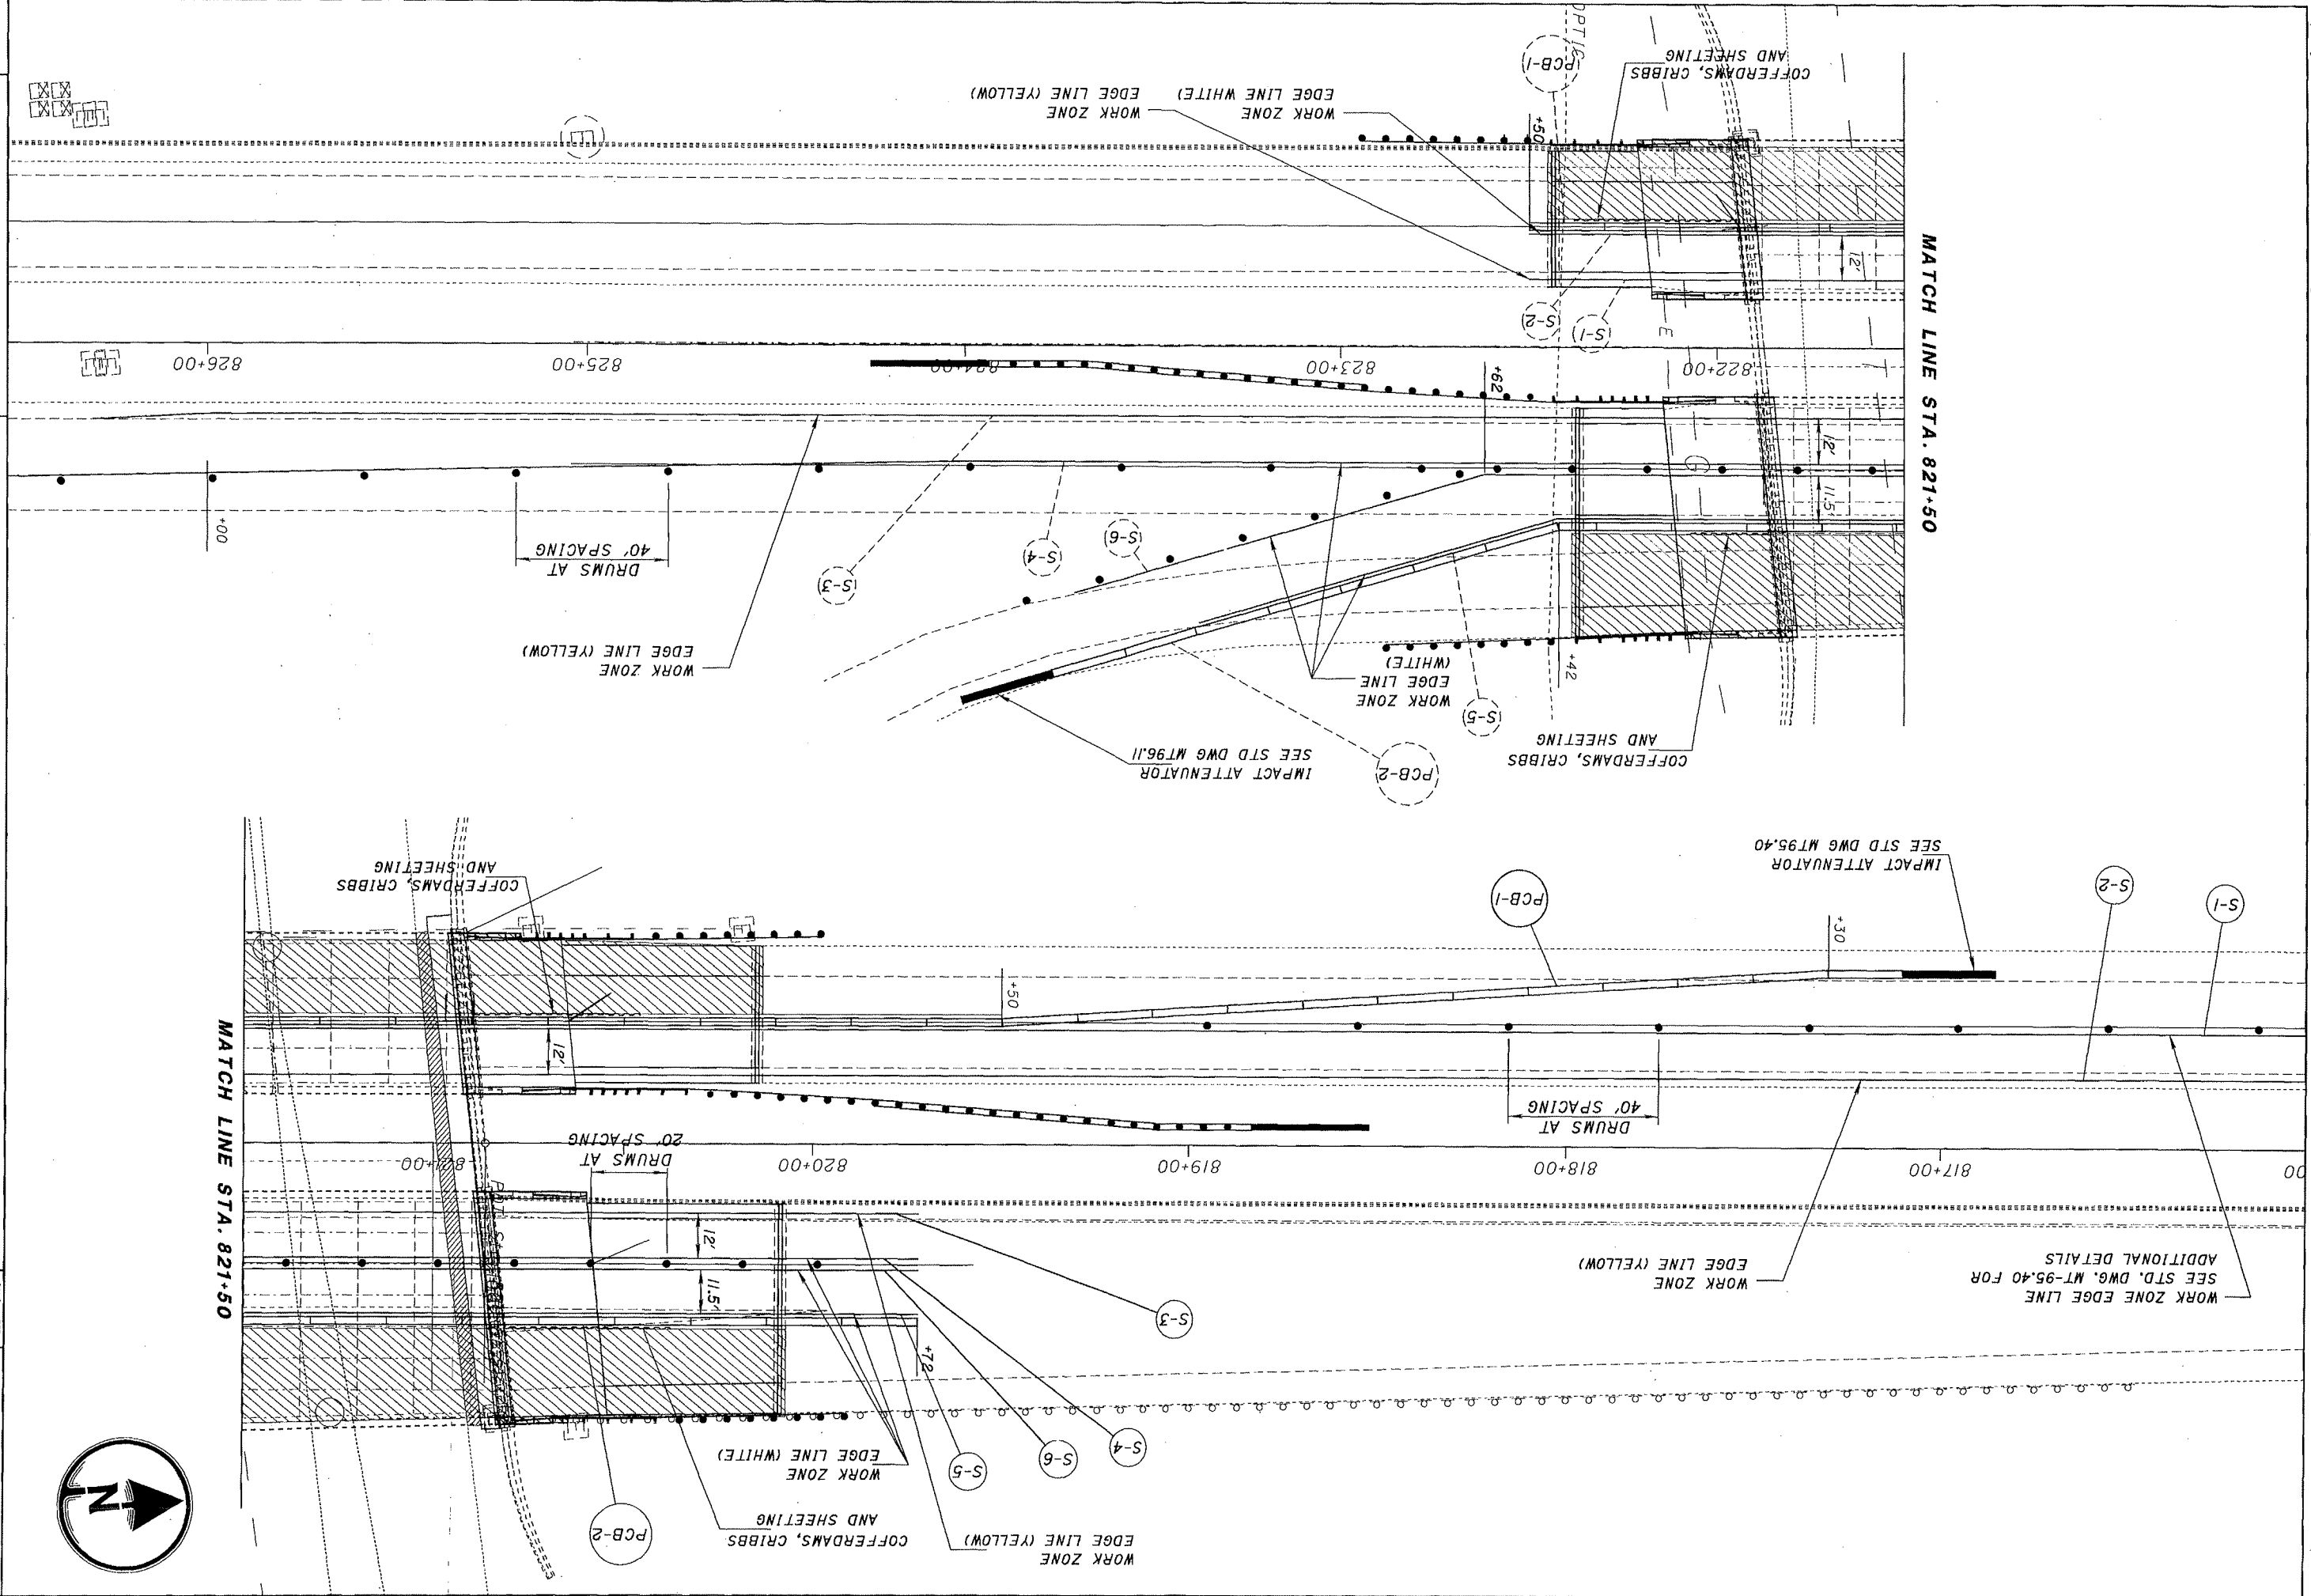 N
COFFERDAMS, CRIBBS
AND SHEETING
WORK ZONE
EDGE LINE (YELLOW)
PCB-2
WORK ZONE
EDGE LINE (WHITE)
S-5
S-6
S-4
+72
S-3
WORK ZONE EDGE LINE
SEE STD. DWG. MT-95.40 FOR
ADDITIONAL DETAILS
WORK ZONE
EDGE LINE (YELLOW)
11.5'
12'
MATCH LINE STA. 821+50
821+00
DRUMS AT
20' SPACING
820+00
819+00
818+00
817+00
00
DRUMS AT
40' SPACING
12'
+50
+30
COFFERDAMS, CRIBBS
AND SHEETING
PCB-1
IMPACT ATTENUATOR
SEE STD DWG MT95.40
S-2
S-1
IMPACT ATTENUATOR
SEE STD DWG MT96.11
PCB-2
COFFERDAMS, CRIBBS
AND SHEETING
S-5
WORK ZONE
EDGE LINE
(WHITE)
+42
WORK ZONE
EDGE LINE (YELLOW)
S-3
S-4
S-6
DRUMS AT
40' SPACING
+00
11.5'
12'
G
MATCH LINE STA. 821+50
826+00
825+00
824+00
823+00
+62
822+00
S-2
S-1
E
12'
+50
WORK ZONE
EDGE LINE (YELLOW)
WORK ZONE
EDGE LINE WHITE)
PCB-1
COFFERDAMS, CRIBBS
AND SHEETING
OPTIC